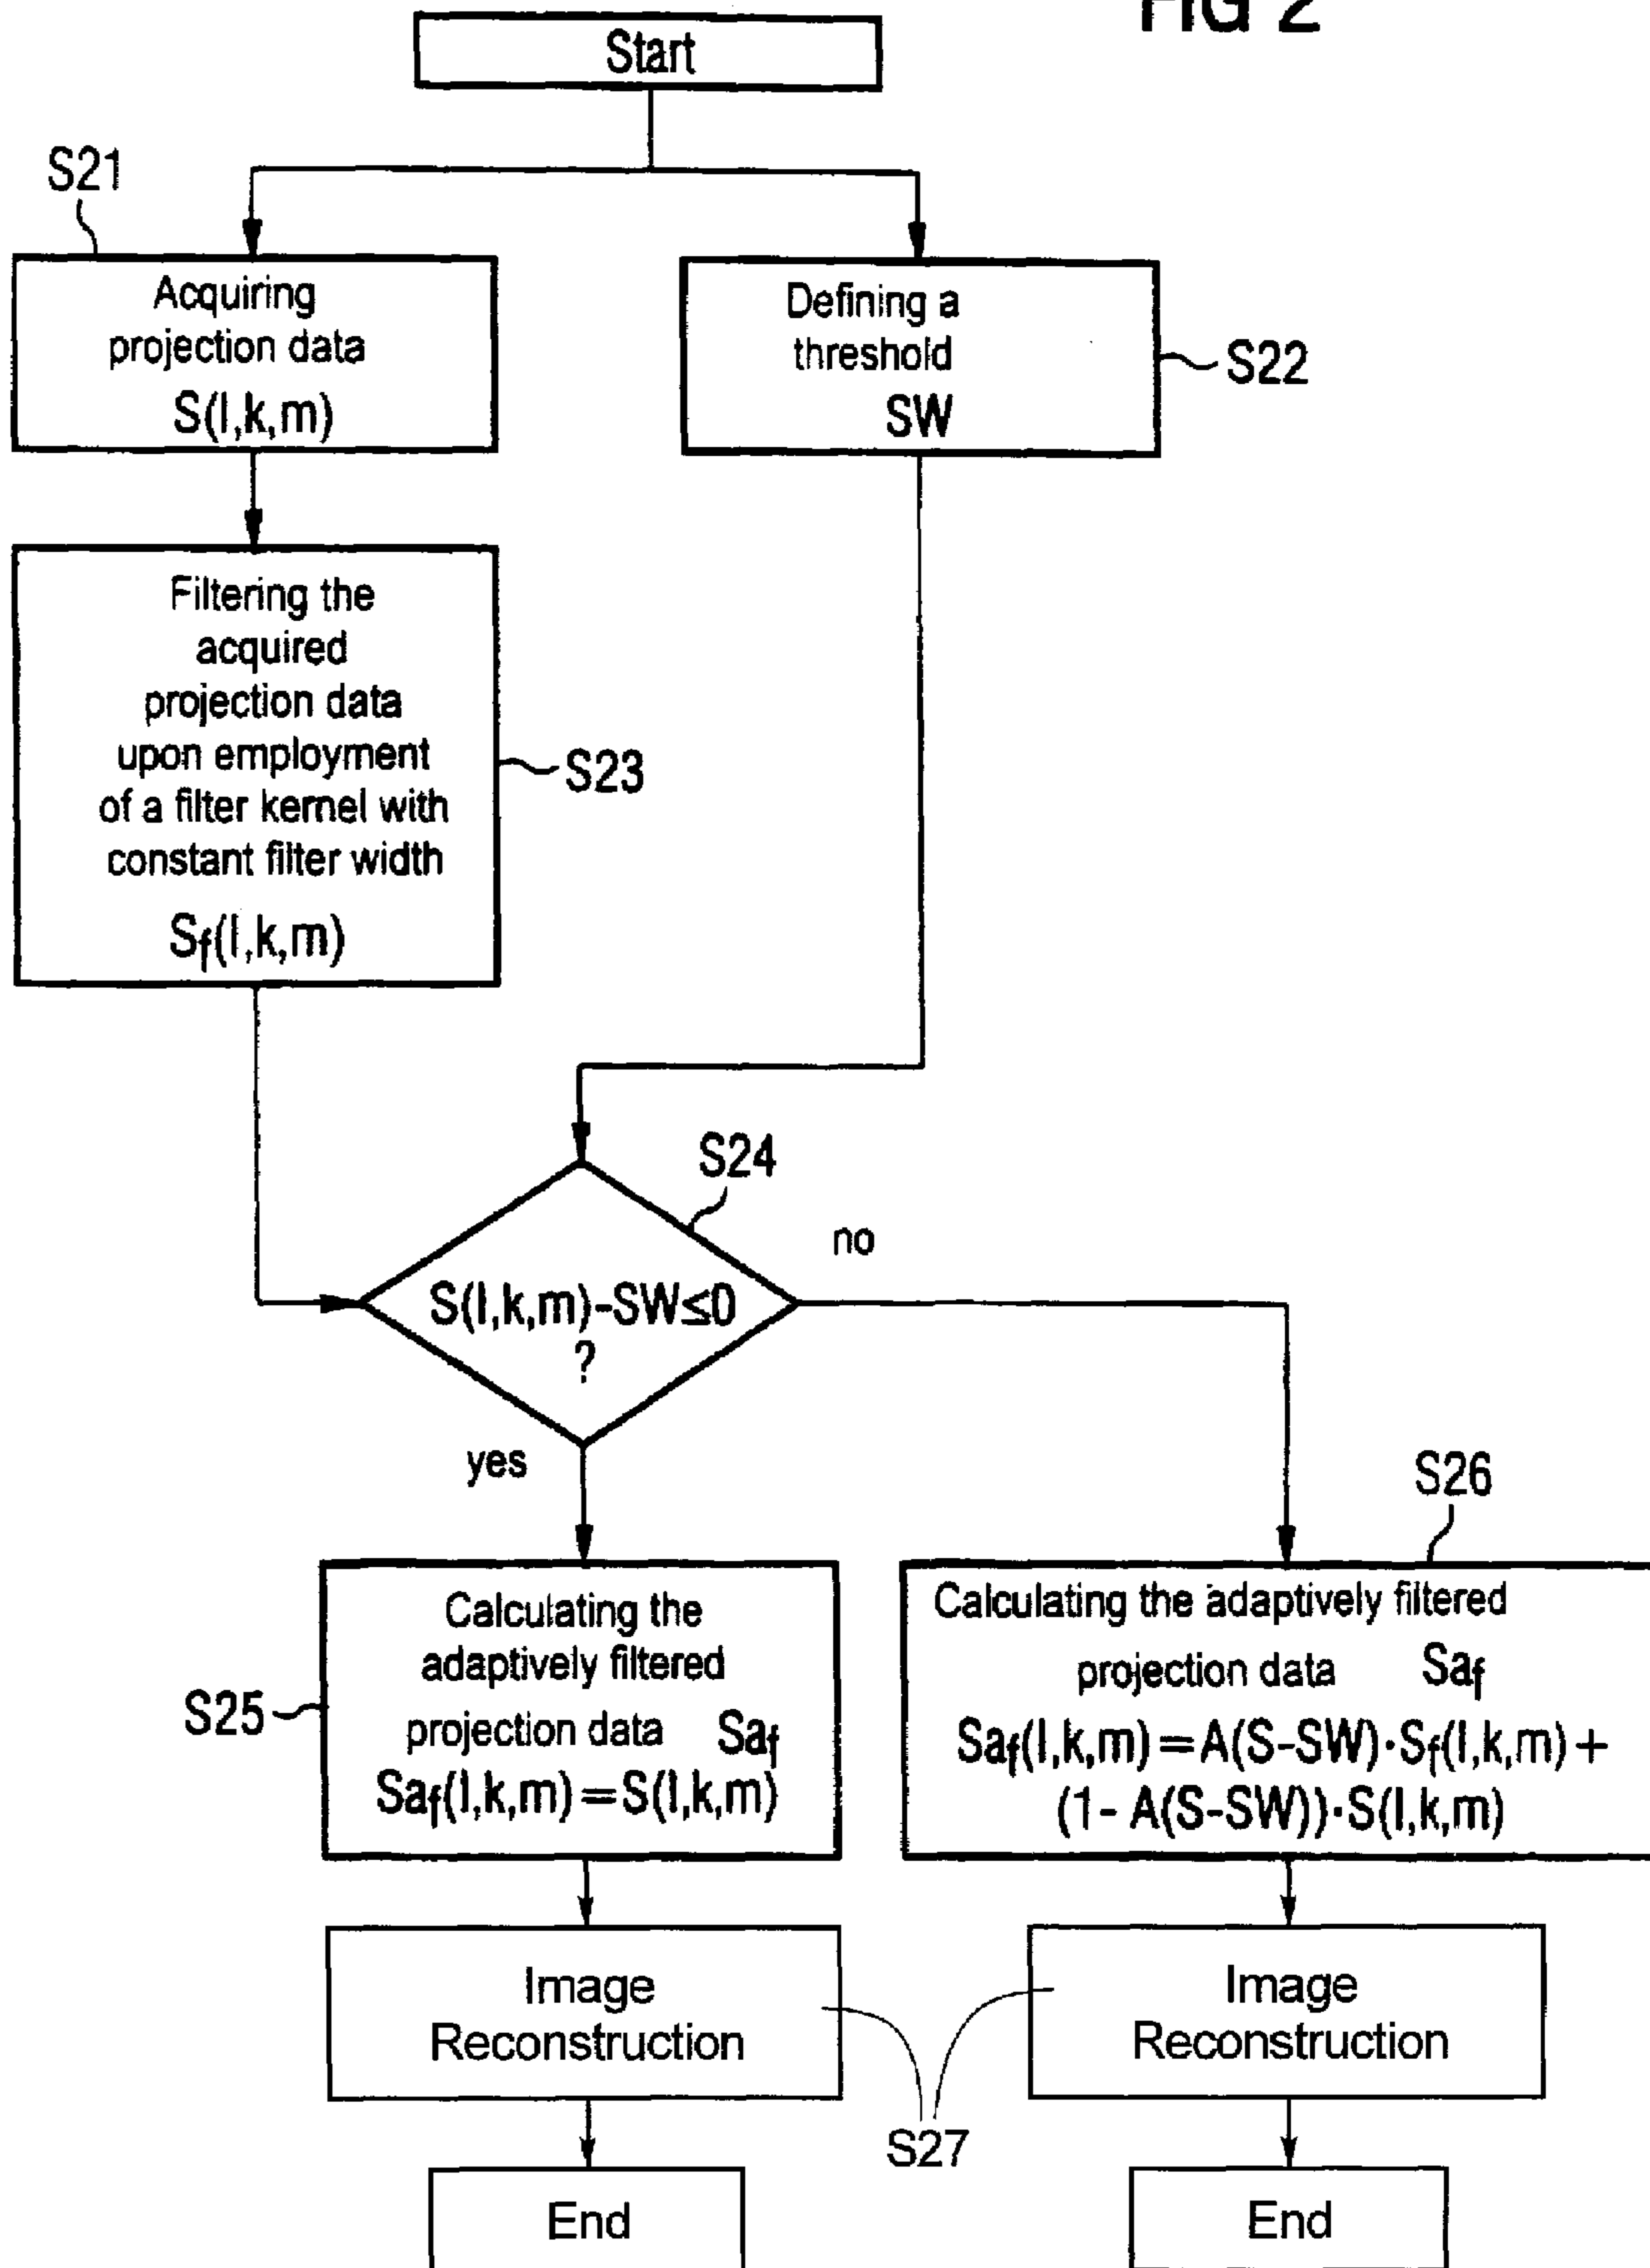 FIG 2
Start
S21
Acquiring
projection data
S(l,k,m)
Defining a
threshold
SW
S22
Filtering the
acquired
projection data
upon employment
of a filter kernel with
constant filter width
Sf(l,k,m)
S23
S24
S(l,k,m)-SW≤0
?
no
yes
S25
Calculating the
adaptively filtered
projection data Saf
Saf(l,k,m)=S(l,k,m)
S26
Calculating the adaptively filtered
projection data Saf
Saf(l,k,m)=A(S-SW)·Sf(l,k,m)+
(1- A(S-SW))·S(l,k,m)
Image
Reconstruction
Image
Reconstruction
S27
End
End